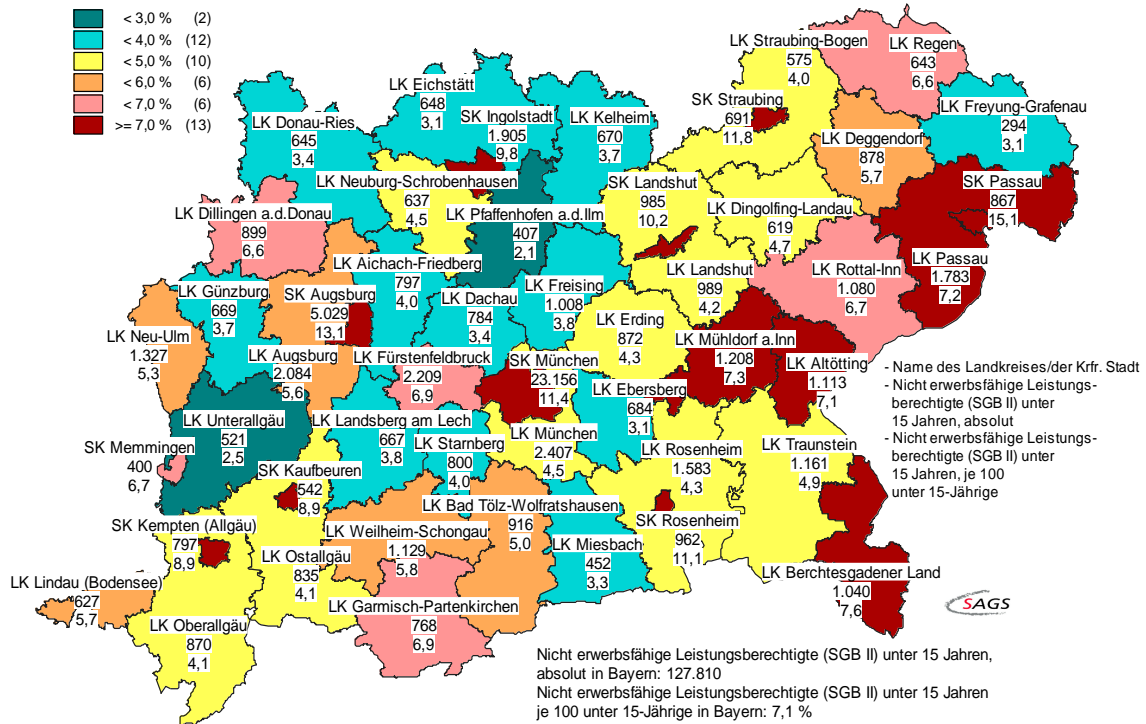 < 3,0 % (2)
< 4,0 % (12)
< 5,0 % (10)
< 6,0 % (6)
< 7,0 % (6)
>= 7,0 % (13)
LK Straubing-Bogen
575
4,0
LK Regen
643
6,6
LK Eichstätt
648
3,1
SK Straubing
691
11,8
LK Freyung-Grafenau
294
3,1
LK Donau-Ries
645
3,4
SK Ingolstadt
1.905
9,8
LK Kelheim
670
3,7
LK Deggendorf
878
5,7
LK Neuburg-Schrobenhausen
637
4,5
SK Landshut
985
10,2
SK Passau
867
15,1
LK Dillingen a.d.Donau
899
6,6
LK Pfaffenhofen a.d.Ilm
407
2,1
LK Dingolfing-Landau
619
4,7
LK Aichach-Friedberg
797
4,0
LK Landshut
989
4,2
LK Rottal-Inn
1.080
6,7
LK Passau
1.783
7,2
LK Günzburg
669
3,7
SK Augsburg
5.029
13,1
LK Dachau
784
3,4
LK Freising
1.008
3,8
LK Neu-Ulm
1.327
5,3
LK Erding
872
4,3
LK Mühldorf a.Inn
1.208
7,3
LK Augsburg
2.084
5,6
LK Fürstenfeldbruck
2.209
6,9
SK München
23.156
11,4
LK Altötting
1.113
7,1
LK Ebersberg
684
3,1
- Name des Landkreises/der Krfr. Stadt
- Nicht erwerbsfähige Leistungs-
berechtigte (SGB II) unter
15 Jahren, absolut
- Nicht erwerbsfähige Leistungs-
berechtigte (SGB II) unter
15 Jahren, je 100
unter 15-Jährige
LK Unterallgäu
521
2,5
LK Landsberg am Lech
667
3,8
LK Starnberg
800
4,0
LK München
2.407
4,5
LK Rosenheim
1.583
4,3
LK Traunstein
1.161
4,9
SK Memmingen
400
6,7
SK Kaufbeuren
542
8,9
LK Bad Tölz-Wolfratshausen
916
5,0
SK Rosenheim
962
11,1
SK Kempten (Allgäu)
797
8,9
LK Weilheim-Schongau
1.129
5,8
LK Miesbach
452
3,3
LK Ostallgäu
835
4,1
LK Lindau (Bodensee)
627
5,7
LK Berchtesgadener Land
1.040
7,6
LK Garmisch-Partenkirchen
768
6,9
LK Oberallgäu
870
4,1
SAGS
Nicht erwerbsfähige Leistungsberechtigte (SGB II) unter 15 Jahren,
absolut in Bayern: 127.810
Nicht erwerbsfähige Leistungsberechtigte (SGB II) unter 15 Jahren
je 100 unter 15-Jährige in Bayern: 7,1 %